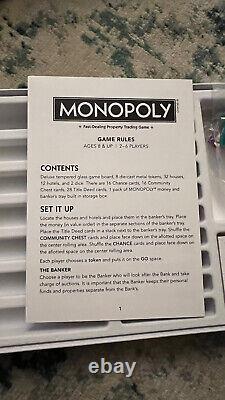 MONOPOLY
Fast-Dealing Property Trading Game
GAME RULES
AGES 8 & UP | 2-6 PLAYERS
CONTENTS
Deluxe tempered glass game board, 8 diecast metal tokens, 32 houses,
12 hotels, and 2 dice. There are 16 Chance cards, 16 Community
Chest cards, 28 Title Deed cards, 1 pack of MONOPOLY® money and
banker's tray built in storage box.
SET IT UP
Locate the houses and hotels and place them in the banker's tray. Place
the money (in value order) in the separate sections of the banker's tray.
Place the Title Deed cards in a stack next to the banker's tray. Shuffle the
COMMUNITY CHEST cards and place face down on the allotted space on
the center rolling area. Shuffle the CHANCE cards and place face down on
the allotted space on the center rolling area.
Each player chooses a token and puts it on the GO space.
THE BANKER
Choose a player to be the Banker who will look after the Bank and take
charge of auctions. It is important that the Banker keeps their personal
funds and properties separate from the Bank's.
1
© ebay